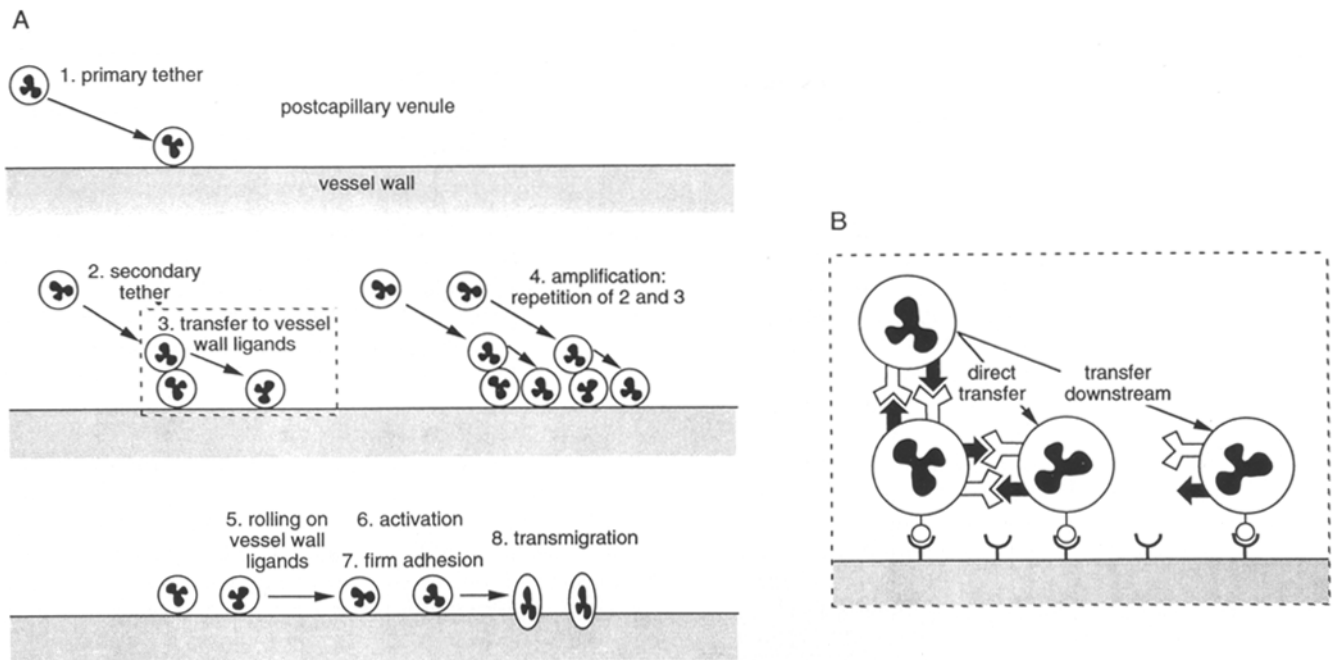 A
1. primary tether
postcapillary venule
vessel wall
2. secondary
tether
3. transfer to vessel
wall ligands
4. amplification:
repetition of 2 and 3
5. rolling on
vessel wall
ligands
6. activation
7. firm adhesion
8. transmigration
B
direct
transfer
transfer
downstream